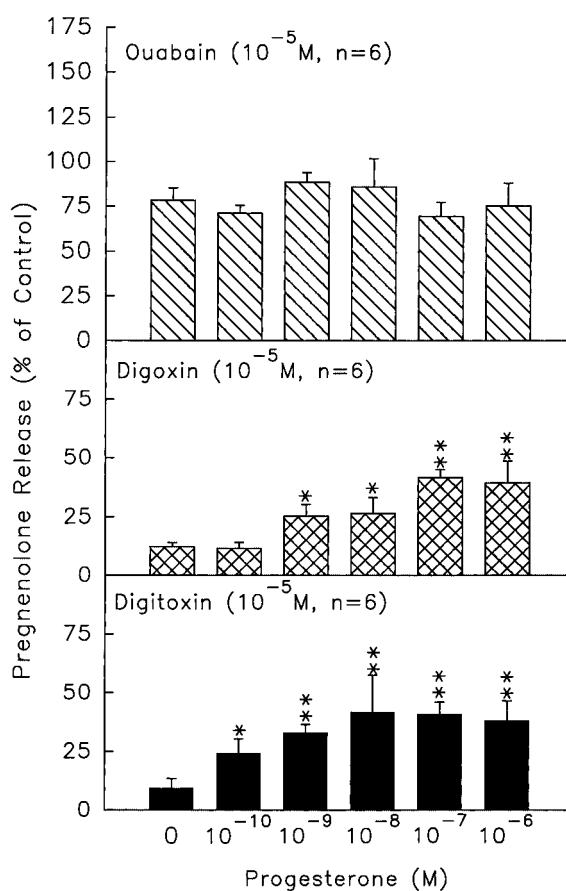 Pregnenolone Release (% of Control)
Ouabain (10⁻⁵M, n=6)
175
150
125
100
75
50
25
0
Digoxin (10⁻⁵M, n=6)
75
50
25
0
* * ** **
Digitoxin (10⁻⁵M, n=6)
75
50
25
0
* ** ** ** **
0 10⁻¹⁰ 10⁻⁹ 10⁻⁸ 10⁻⁷ 10⁻⁶
Progesterone (M)